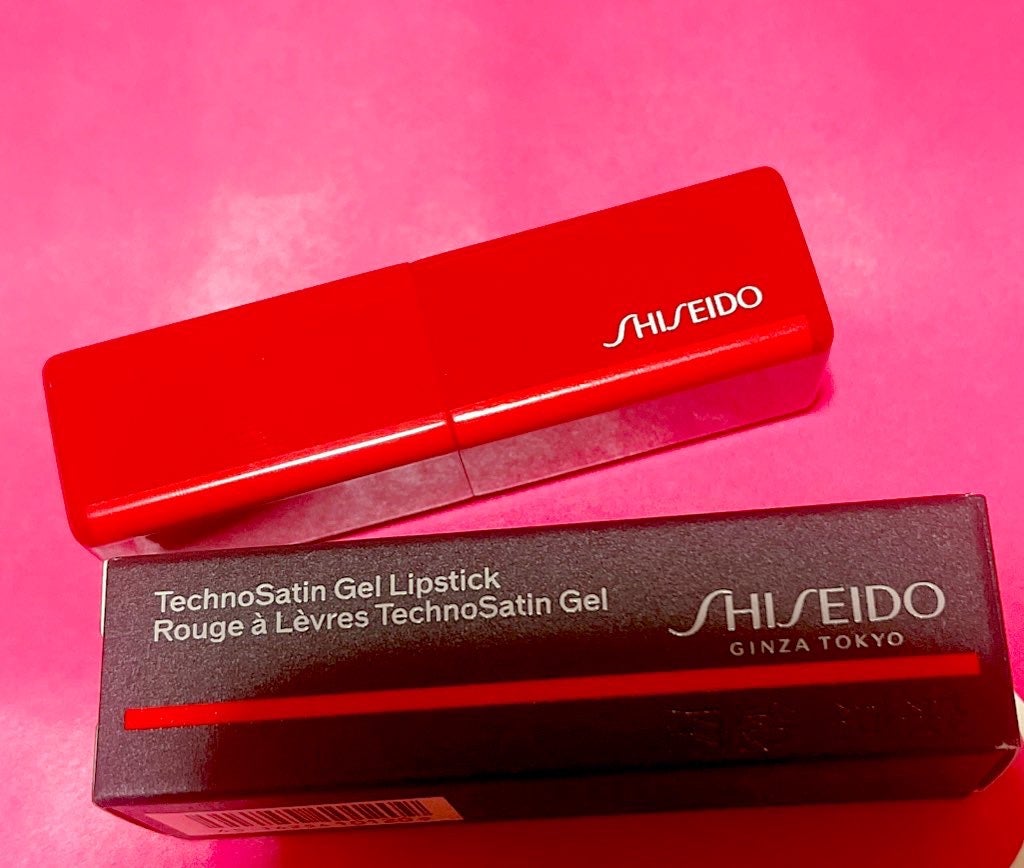 SHISEIDO
TechnoSatin Gel Lipstick
Rouge à Lèvres TechnoSatin Gel
SHISEIDO
GINZA TOKYO